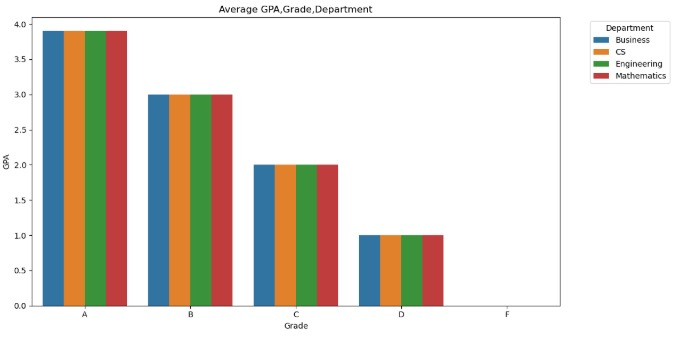 Average GPA,Grade,Department
GPA
4.0
3.5
3.0
2.5
2.0
1.5
1.0
0.5
0.0
A B C D F
Grade
Department
Business
CS
Engineering
Mathematics